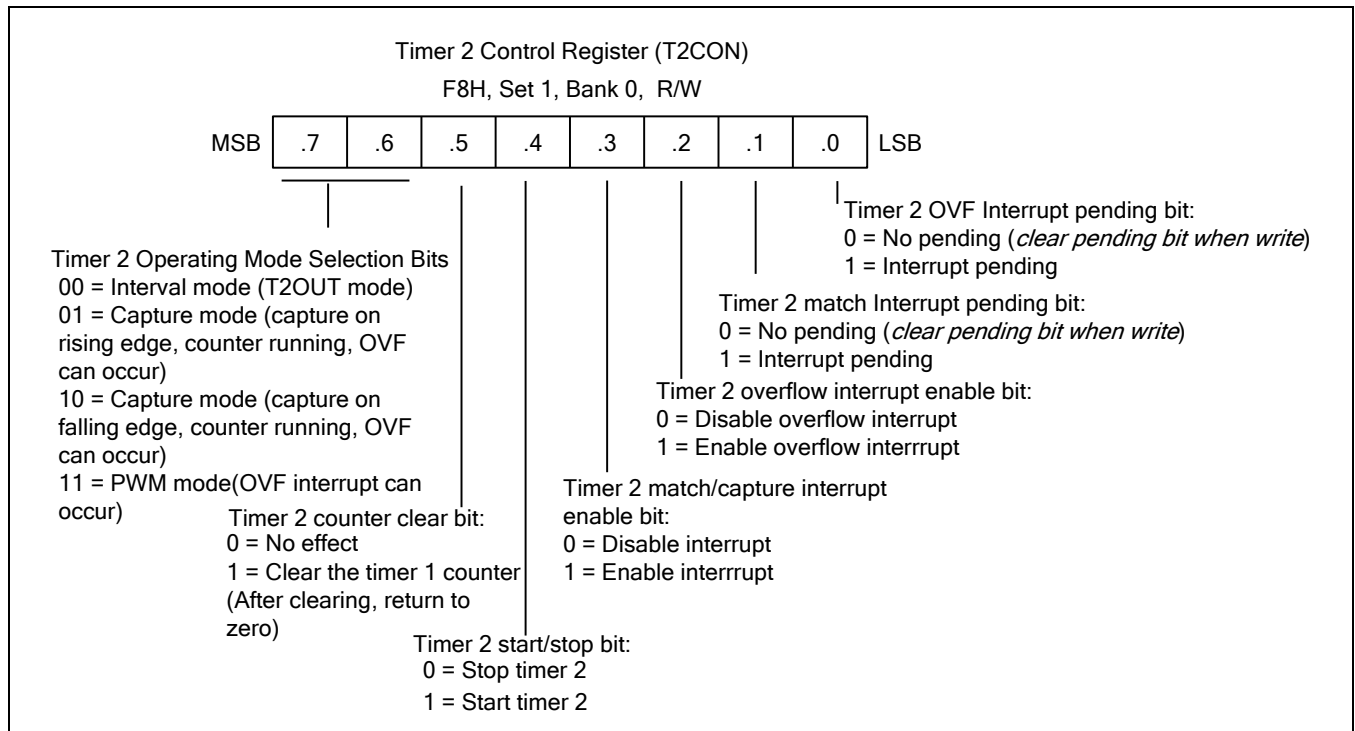 Timer 2 Control Register (T2CON)
F8H, Set 1, Bank 0, R/W
MSB .7 .6 .5 .4 .3 .2 .1 .0 LSB
Timer 2 OVF Interrupt pending bit:
0 = No pending (clear pending bit when write)
1 = Interrupt pending
Timer 2 match Interrupt pending bit:
0 = No pending (clear pending bit when write)
1 = Interrupt pending
Timer 2 overflow interrupt enable bit:
0 = Disable overflow interrupt
1 = Enable overflow interrrupt
Timer 2 match/capture interrupt
enable bit:
0 = Disable interrupt
1 = Enable interrrupt
Timer 2 start/stop bit:
0 = Stop timer 2
1 = Start timer 2
Timer 2 counter clear bit:
0 = No effect
1 = Clear the timer 1 counter
(After clearing, return to
zero)
Timer 2 Operating Mode Selection Bits
00 = Interval mode (T2OUT mode)
01 = Capture mode (capture on
rising edge, counter running, OVF
can occur)
10 = Capture mode (capture on
falling edge, counter running, OVF
can occur)
11 = PWM mode(OVF interrupt can
occur)